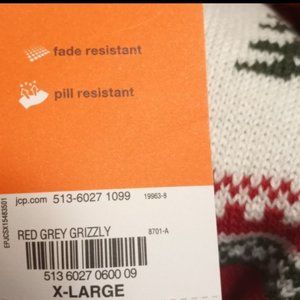 fade resistant
pill resistant
jcp.com 513-6027 1099 19963-8
EPJCSX15483501
RED GREY GRIZZLY 8701-A
513 6027 0600 09
X-LARGE